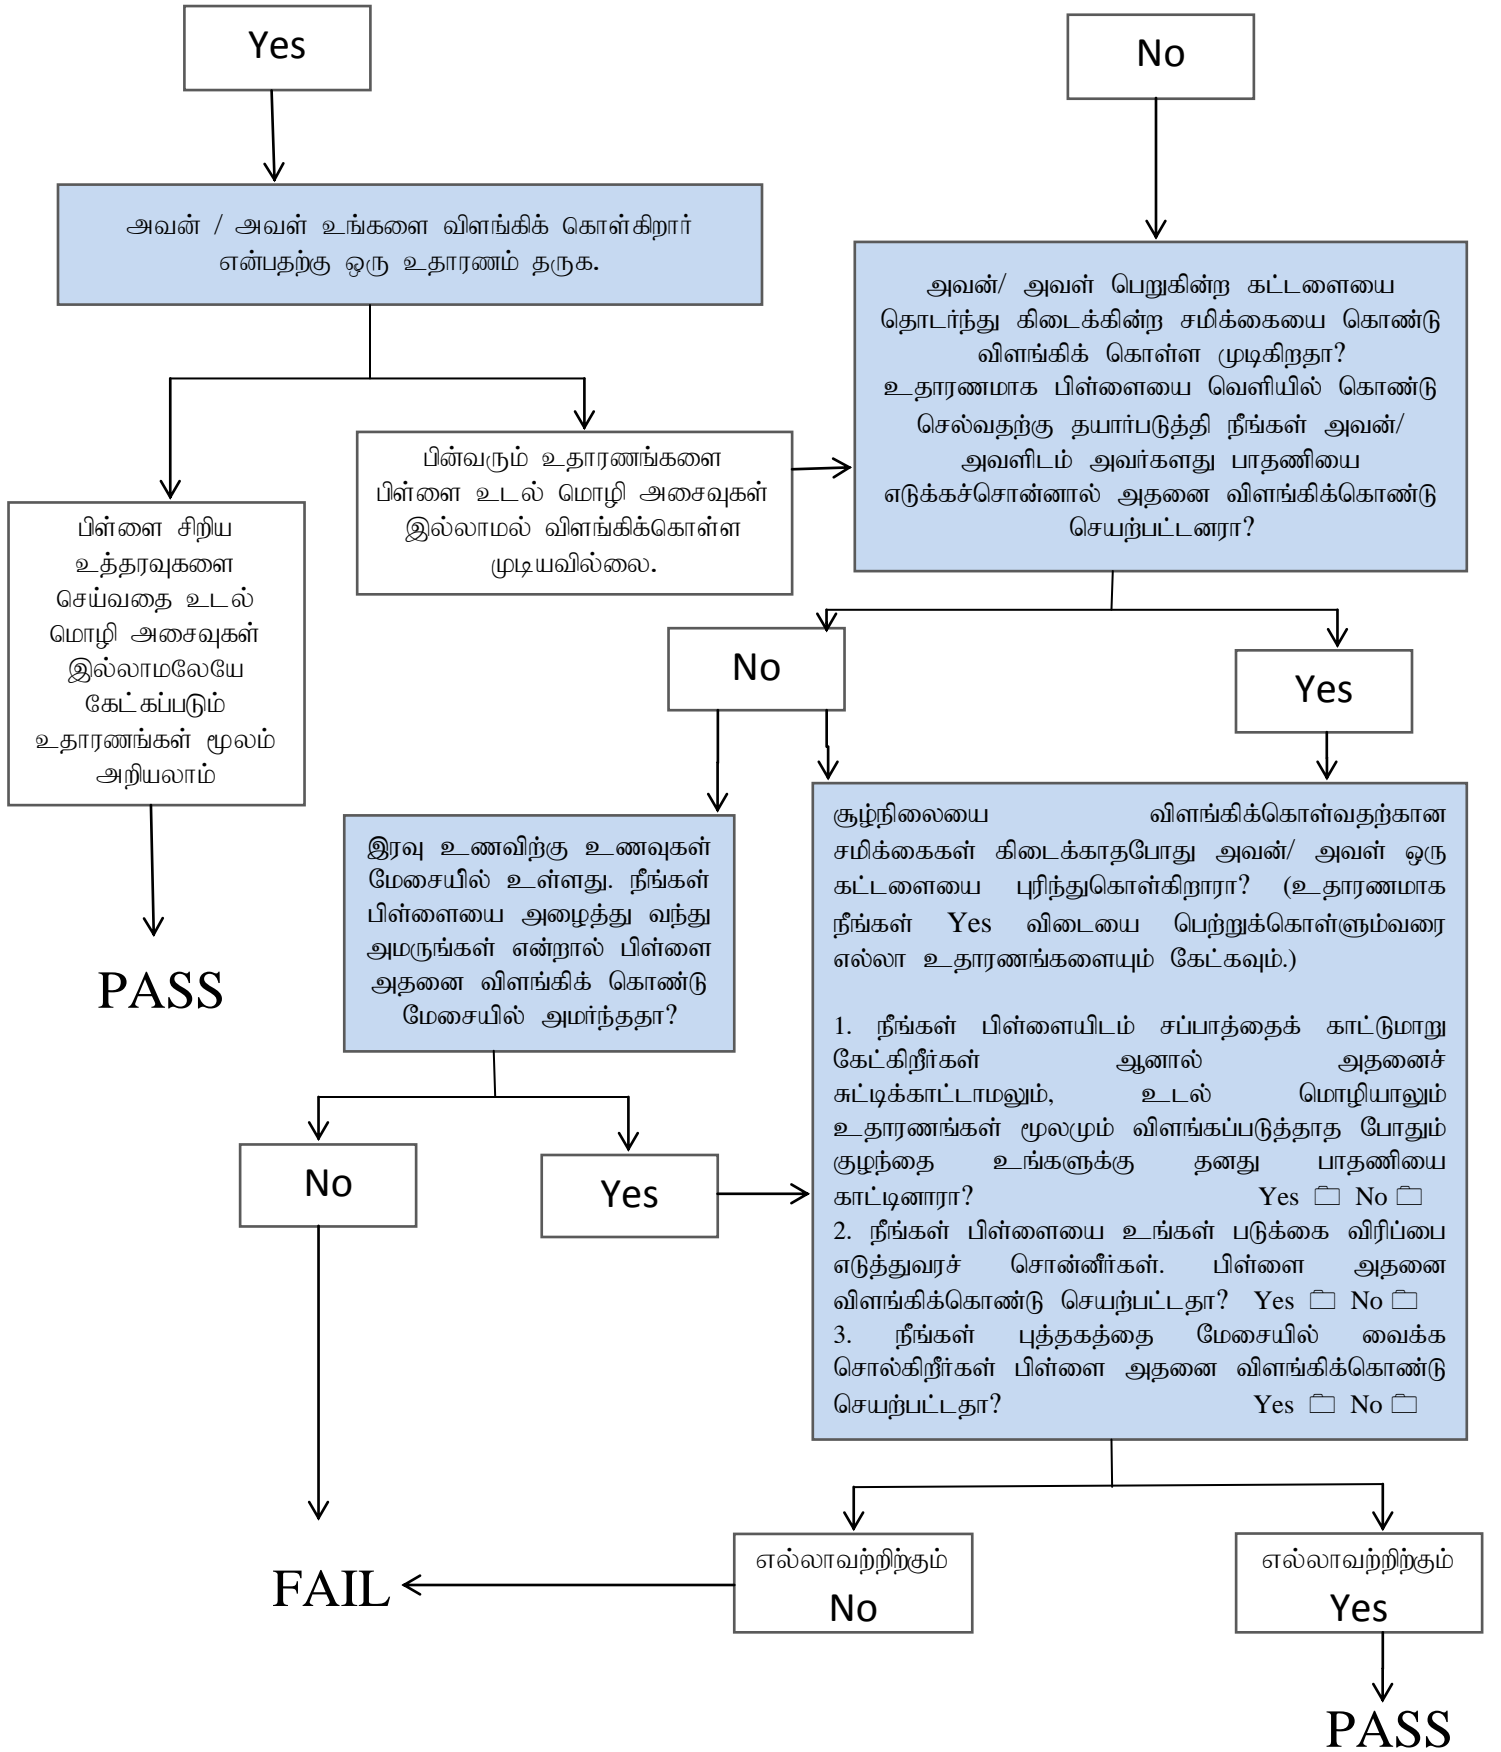 Yes
No
அவன் / அவள் உங்களை விளங்கிக் கொள்கிறார்
என்பதற்கு ஒரு உதாரணம் தருக.
அவன்/ அவள் பெறுகின்ற கட்டளையை
தொடர்ந்து கிடைக்கின்ற சமிக்கையை கொண்டு
விளங்கிக் கொள்ள முடிகிறதா?
உதாரணமாக பிள்ளையை வெளியில் கொண்டு
செல்வதற்கு தயார்படுத்தி நீங்கள் அவன்/
அவளிடம் அவர்களது பாதணியை
எடுக்கச்சொன்னால் அதனை விளங்கிக்கொண்டு
செயற்பட்டனரா?
பின்வரும் உதாரணங்களை
பிள்ளை உடல் மொழி அசைவுகள்
இல்லாமல் விளங்கிக்கொள்ள
முடியவில்லை.
பிள்ளை சிறிய
உத்தரவுகளை
செய்வதை உடல்
மொழி அசைவுகள்
இல்லாமலேயே
கேட்கப்படும்
உதாரணங்கள் மூலம்
அறியலாம்
No
Yes
PASS
இரவு உணவிற்கு உணவுகள்
மேசையில் உள்ளது. நீங்கள்
பிள்ளையை அழைத்து வந்து
அமருங்கள் என்றால் பிள்ளை
அதனை விளங்கிக் கொண்டு
மேசையில் அமர்ந்ததா?
சூழ்நிலையை விளங்கிக்கொள்வதற்கான
சமிக்கைகள் கிடைக்காதபோது அவன்/ அவள் ஒரு
கட்டளையை புரிந்துகொள்கிறாரா? (உதாரணமாக
நீங்கள் Yes விடையை பெற்றுக்கொள்ளும்வரை
எல்லா உதாரணங்களையும் கேட்கவும்.)
1. நீங்கள் பிள்ளையிடம் சப்பாத்தைக் காட்டுமாறு
கேட்கிறீர்கள் ஆனால் அதனைச்
சுட்டிக்காட்டாமலும், உடல் மொழியாலும்
உதாரணங்கள் மூலமும் விளங்கப்படுத்தாத போதும்
குழந்தை உங்களுக்கு தனது பாதணியை
காட்டினாரா? Yes No
2. நீங்கள் பிள்ளையை உங்கள் படுக்கை விரிப்பை
எடுத்துவரச் சொன்னீர்கள். பிள்ளை அதனை
விளங்கிக்கொண்டு செயற்பட்டதா? Yes No
3. நீங்கள் புத்தகத்தை மேசையில் வைக்க
சொல்கிறீர்கள் பிள்ளை அதனை விளங்கிக்கொண்டு
செயற்பட்டதா? Yes No
No
Yes
FAIL
எல்லாவற்றிற்கும்
No
எல்லாவற்றிற்கும்
Yes
PASS